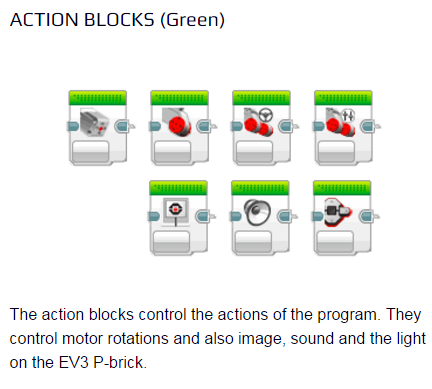 ACTION BLOCKS (Green)
The action blocks control the actions of the program. They
control motor rotations and also image, sound and the light
on the EV3 P-brick.